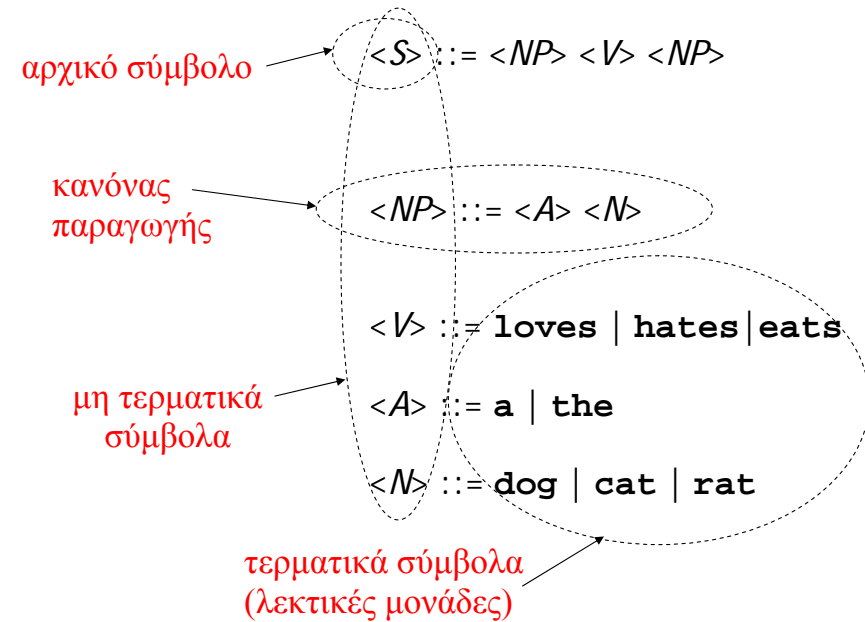 αρχικό σύμβολο
<S> ::= <NP> <V> <NP>
κανόνας
παραγωγής
<NP> ::= <A> <N>
<V> ::= loves | hates|eats
μη τερματικά
σύμβολα
<A> ::= a | the
<N> ::= dog | cat | rat
τερματικά σύμβολα
(λεκτικές μονάδες)